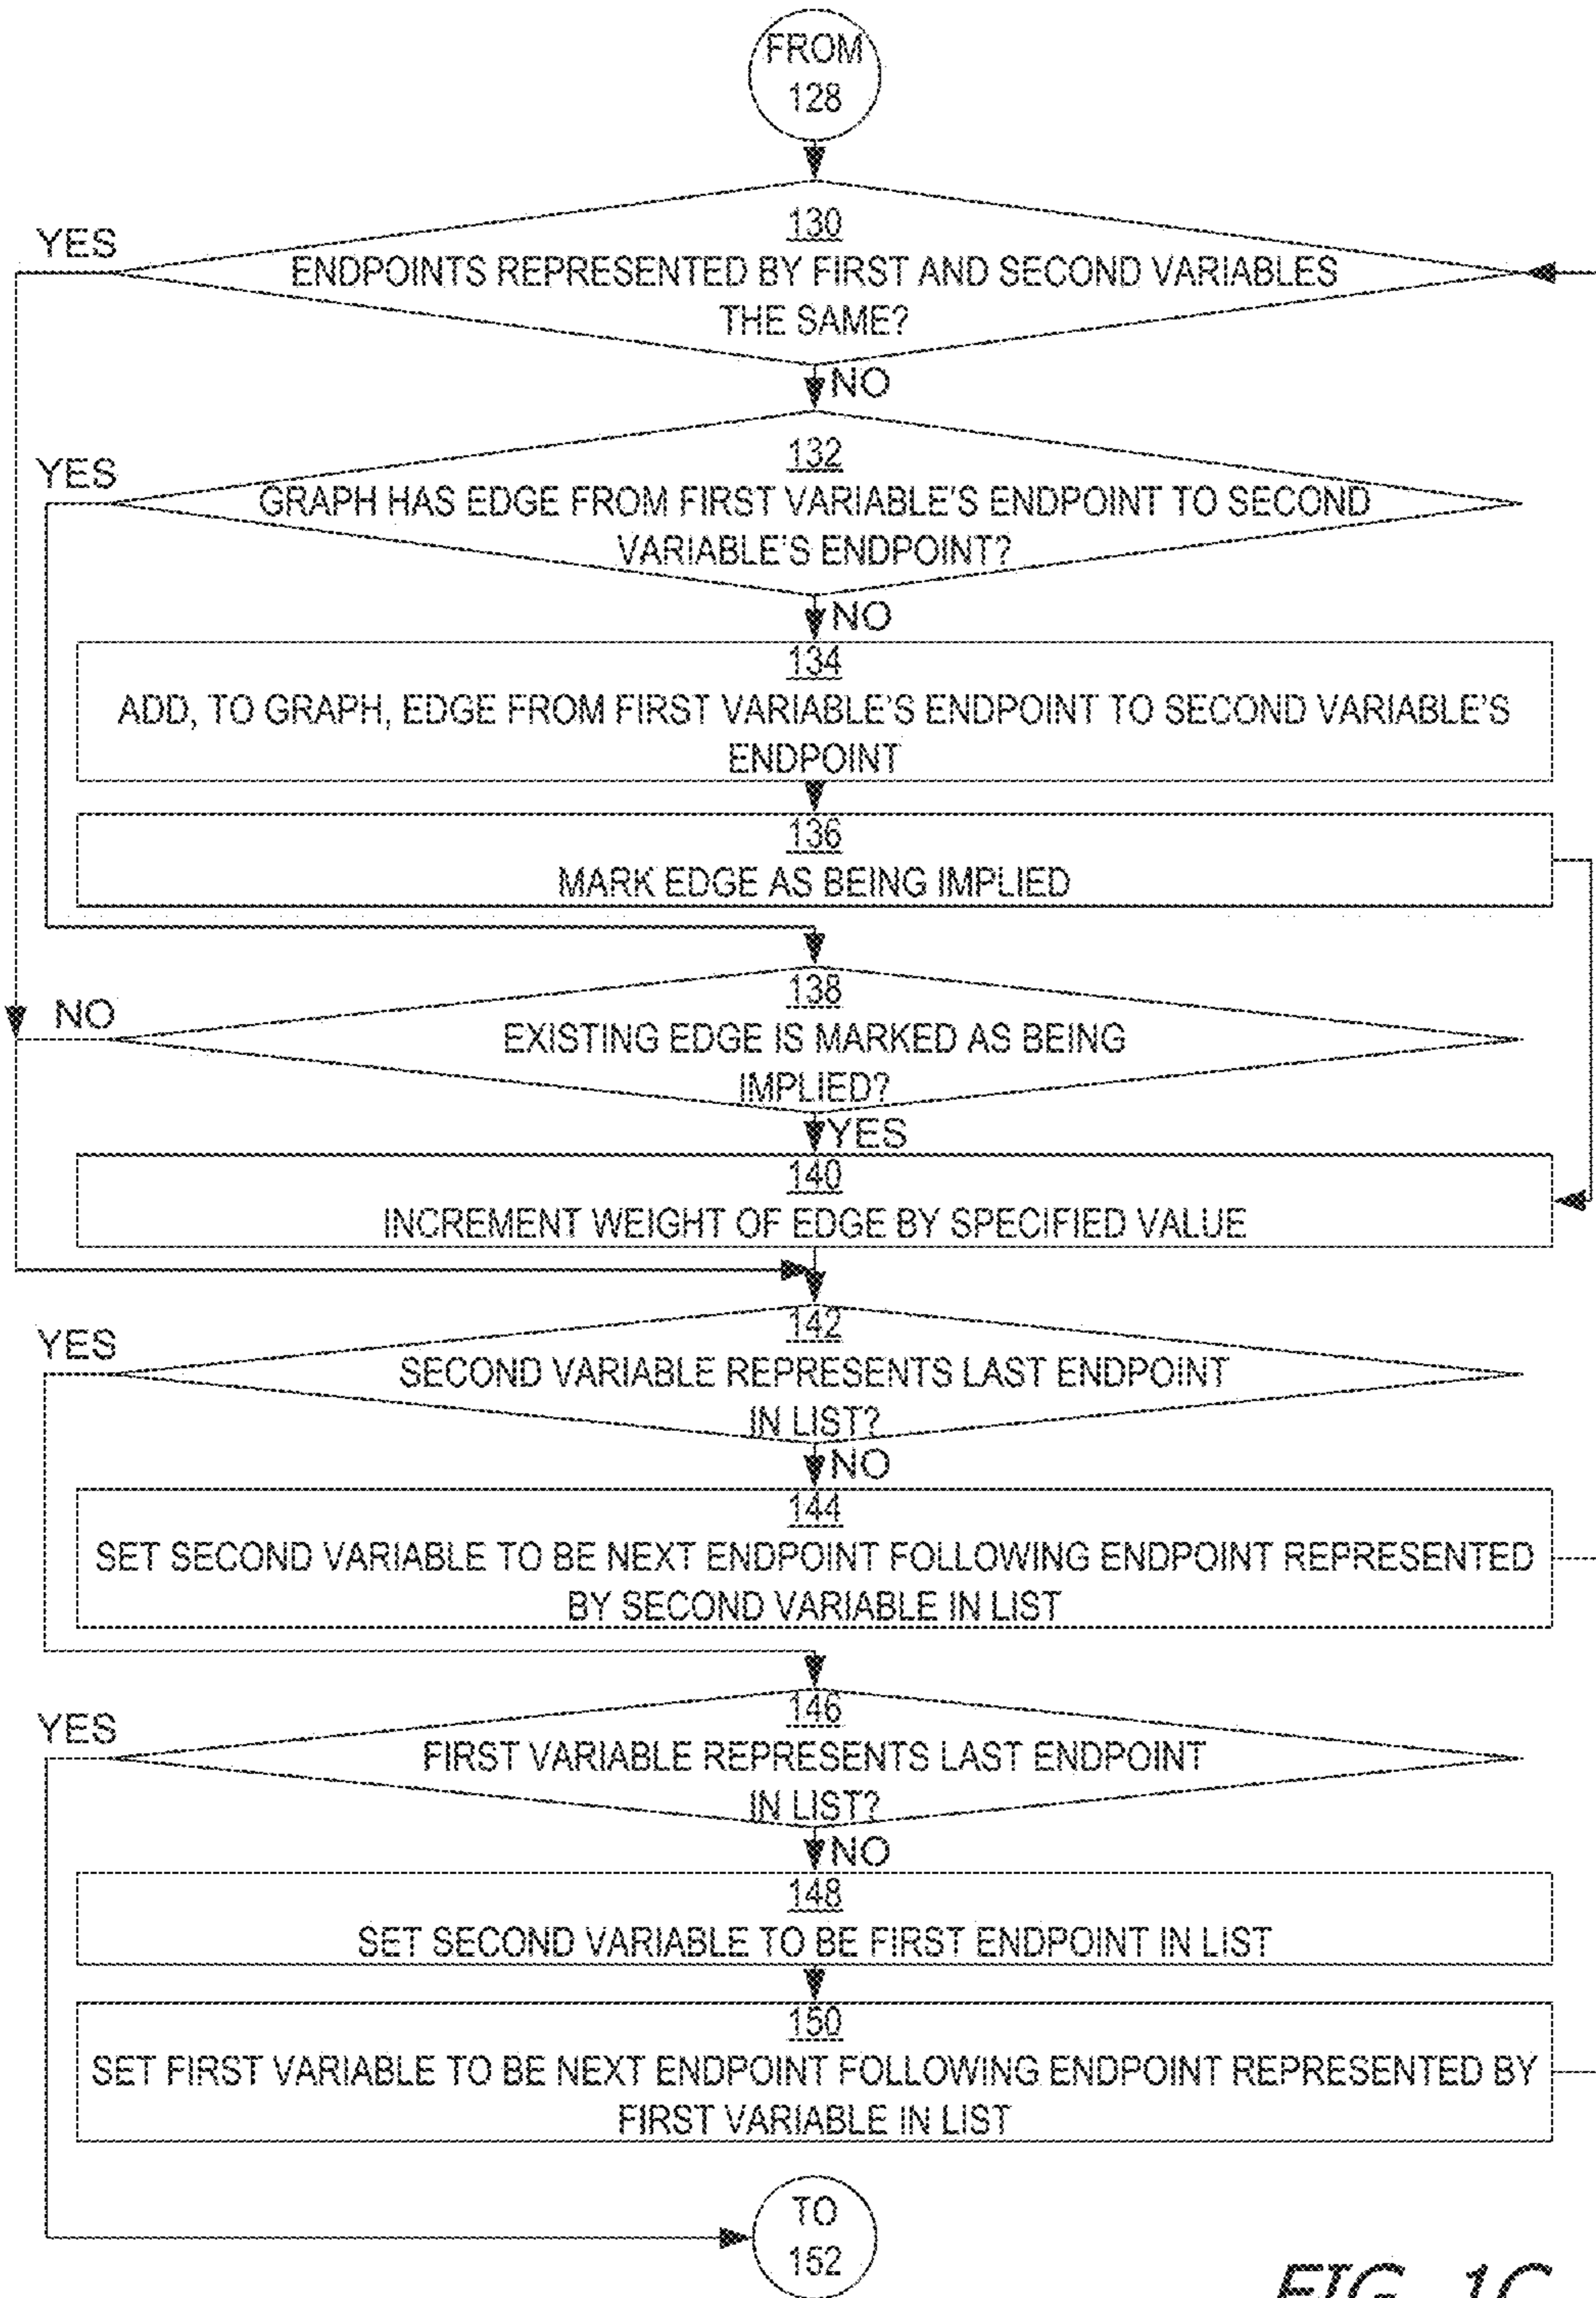 FROM
128
130
YES
ENDPOINTS REPRESENTED BY FIRST AND SECOND VARIABLES
THE SAME?
NO
132
YES
GRAPH HAS EDGE FROM FIRST VARIABLE'S ENDPOINT TO SECOND
VARIABLE'S ENDPOINT?
NO
134
ADD, TO GRAPH, EDGE FROM FIRST VARIABLE'S ENDPOINT TO SECOND VARIABLE'S
ENDPOINT
136
MARK EDGE AS BEING IMPLIED
138
NO
EXISTING EDGE IS MARKED AS BEING
IMPLIED?
YES
140
INCREMENT WEIGHT OF EDGE BY SPECIFIED VALUE
142
YES
SECOND VARIABLE REPRESENTS LAST ENDPOINT
IN LIST?
NO
144
SET SECOND VARIABLE TO BE NEXT ENDPOINT FOLLOWING ENDPOINT REPRESENTED
BY SECOND VARIABLE IN LIST
146
YES
FIRST VARIABLE REPRESENTS LAST ENDPOINT
IN LIST?
NO
148
SET SECOND VARIABLE TO BE FIRST ENDPOINT IN LIST
150
SET FIRST VARIABLE TO BE NEXT ENDPOINT FOLLOWING ENDPOINT REPRESENTED BY
FIRST VARIABLE IN LIST
TO
152
FIG. 1C